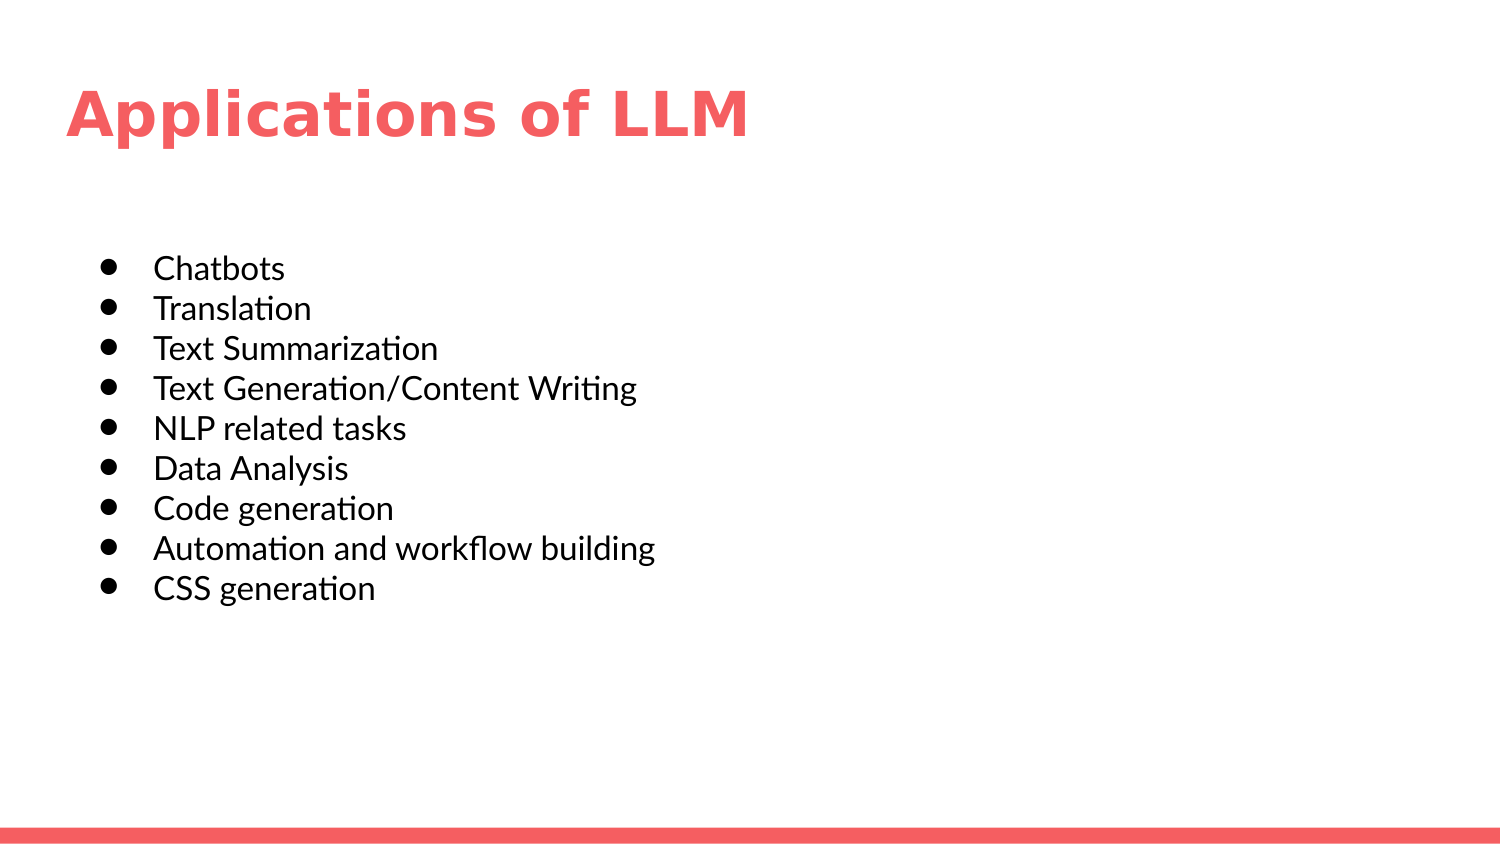 Applications of LLM
● Chatbots
● Translation
● Text Summarization
● Text Generation/Content Writing
● NLP related tasks
● Data Analysis
● Code generation
● Automation and workflow building
● CSS generation